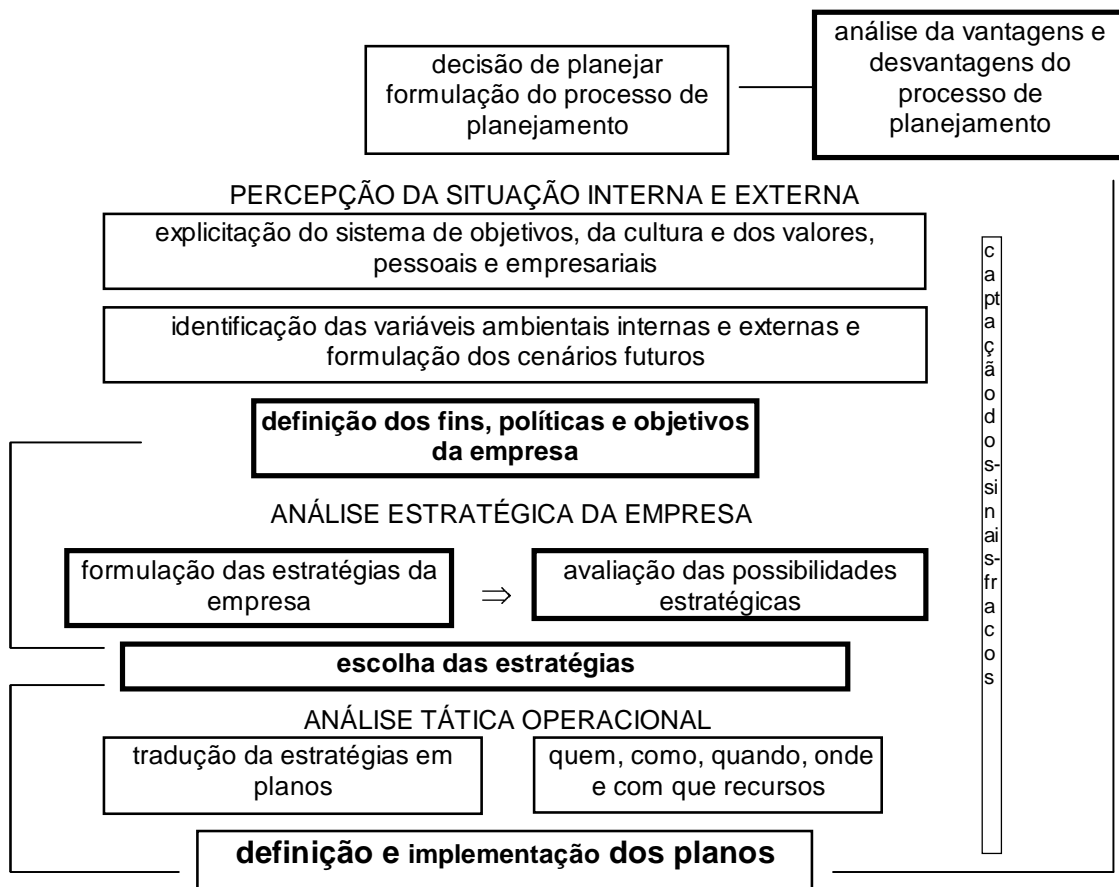 decisão de planejar
formulação do processo de
planejamento
análise da vantagens e
desvantagens do
processo de
planejamento
PERCEPÇÃO DA SITUAÇÃO INTERNA E EXTERNA
explicitação do sistema de objetivos, da cultura e dos valores,
pessoais e empresariais
identificação das variáveis ambientais internas e externas e
formulação dos cenários futuros
definição dos fins, políticas e objetivos
da empresa
ANÁLISE ESTRATÉGICA DA EMPRESA
formulação das estratégias da
empresa
⇒
avaliação das possibilidades
estratégicas
escolha das estratégias
ANÁLISE TÁTICA OPERACIONAL
tradução da estratégias em
planos
quem, como, quando, onde
e com que recursos
definição e implementação dos planos
c
a
pt
a
ç
ã
o
d
o
s-
si
n
ai
s-
fr
a
c
o
s